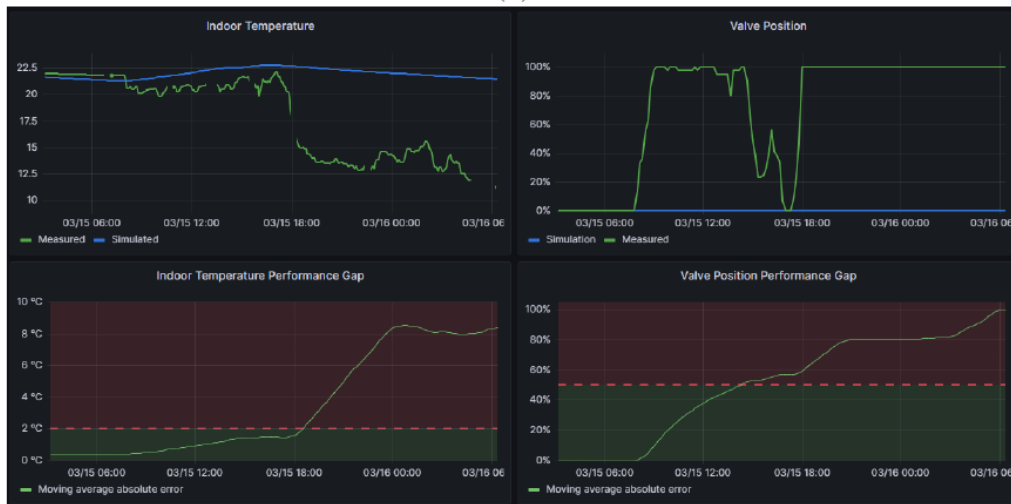 Indoor Temperature
22.5
20
17.5
15
12.5
10
03/15 06:00 03/15 12:00 03/15 18:00 03/16 00:00 03/16 06
Measured Simulated
Valve Position
100%
80%
60%
40%
20%
0%
03/15 06:00 03/15 12:00 03/15 18:00 03/16 00:00 03/16 06
Simulation Measured
Indoor Temperature Performance Gap
10 °C
8 °C
6 °C
4 °C
2 °C
0 °C
03/15 06:00 03/15 12:00 03/15 18:00 03/16 00:00 03/16 06
Moving average absolute error
Valve Position Performance Gap
100%
80%
60%
40%
20%
0%
03/15 06:00 03/15 12:00 03/15 18:00 03/16 00:00 03/16 06
Moving average absolute error